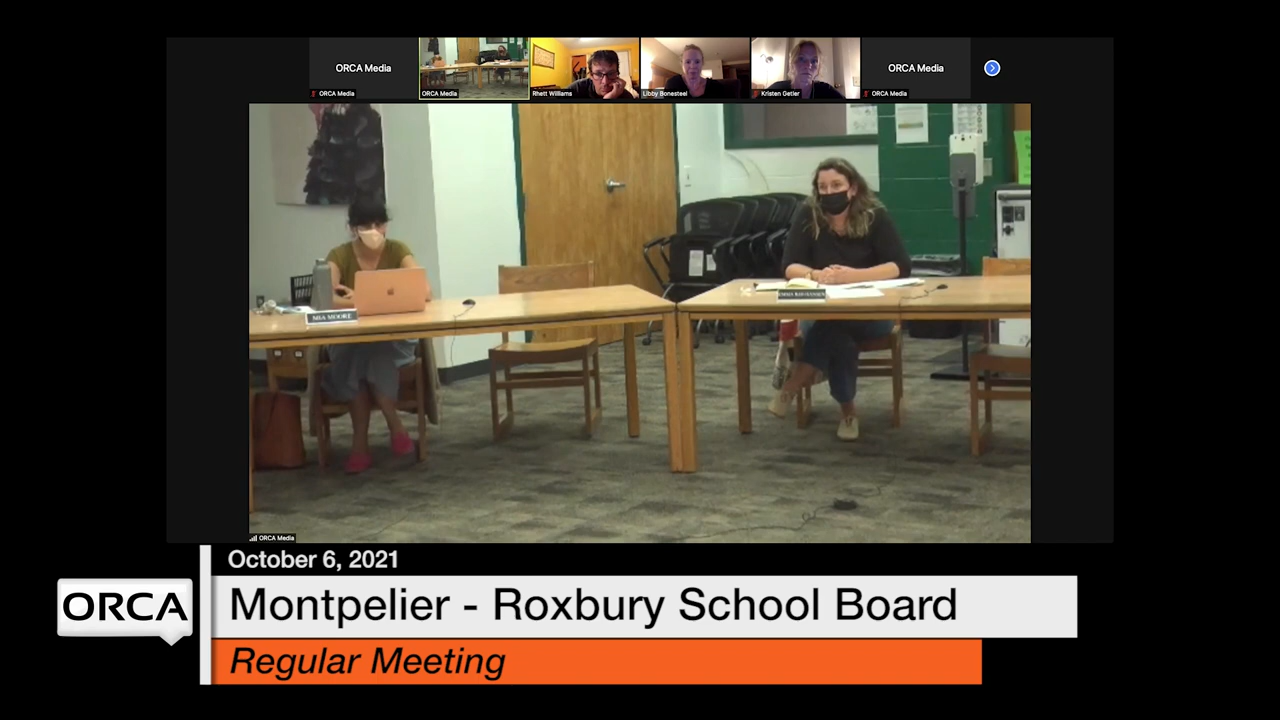 ORCA Media
ORCA Media
ORCA Media
Rhett Williams
Libby Bonesteel
Kristen Getler
ORCA Media
ORCA Media
MIA MOORE
ORCA Media
October 6, 2021
ORCA
Montpelier - Roxbury School Board
Regular Meeting